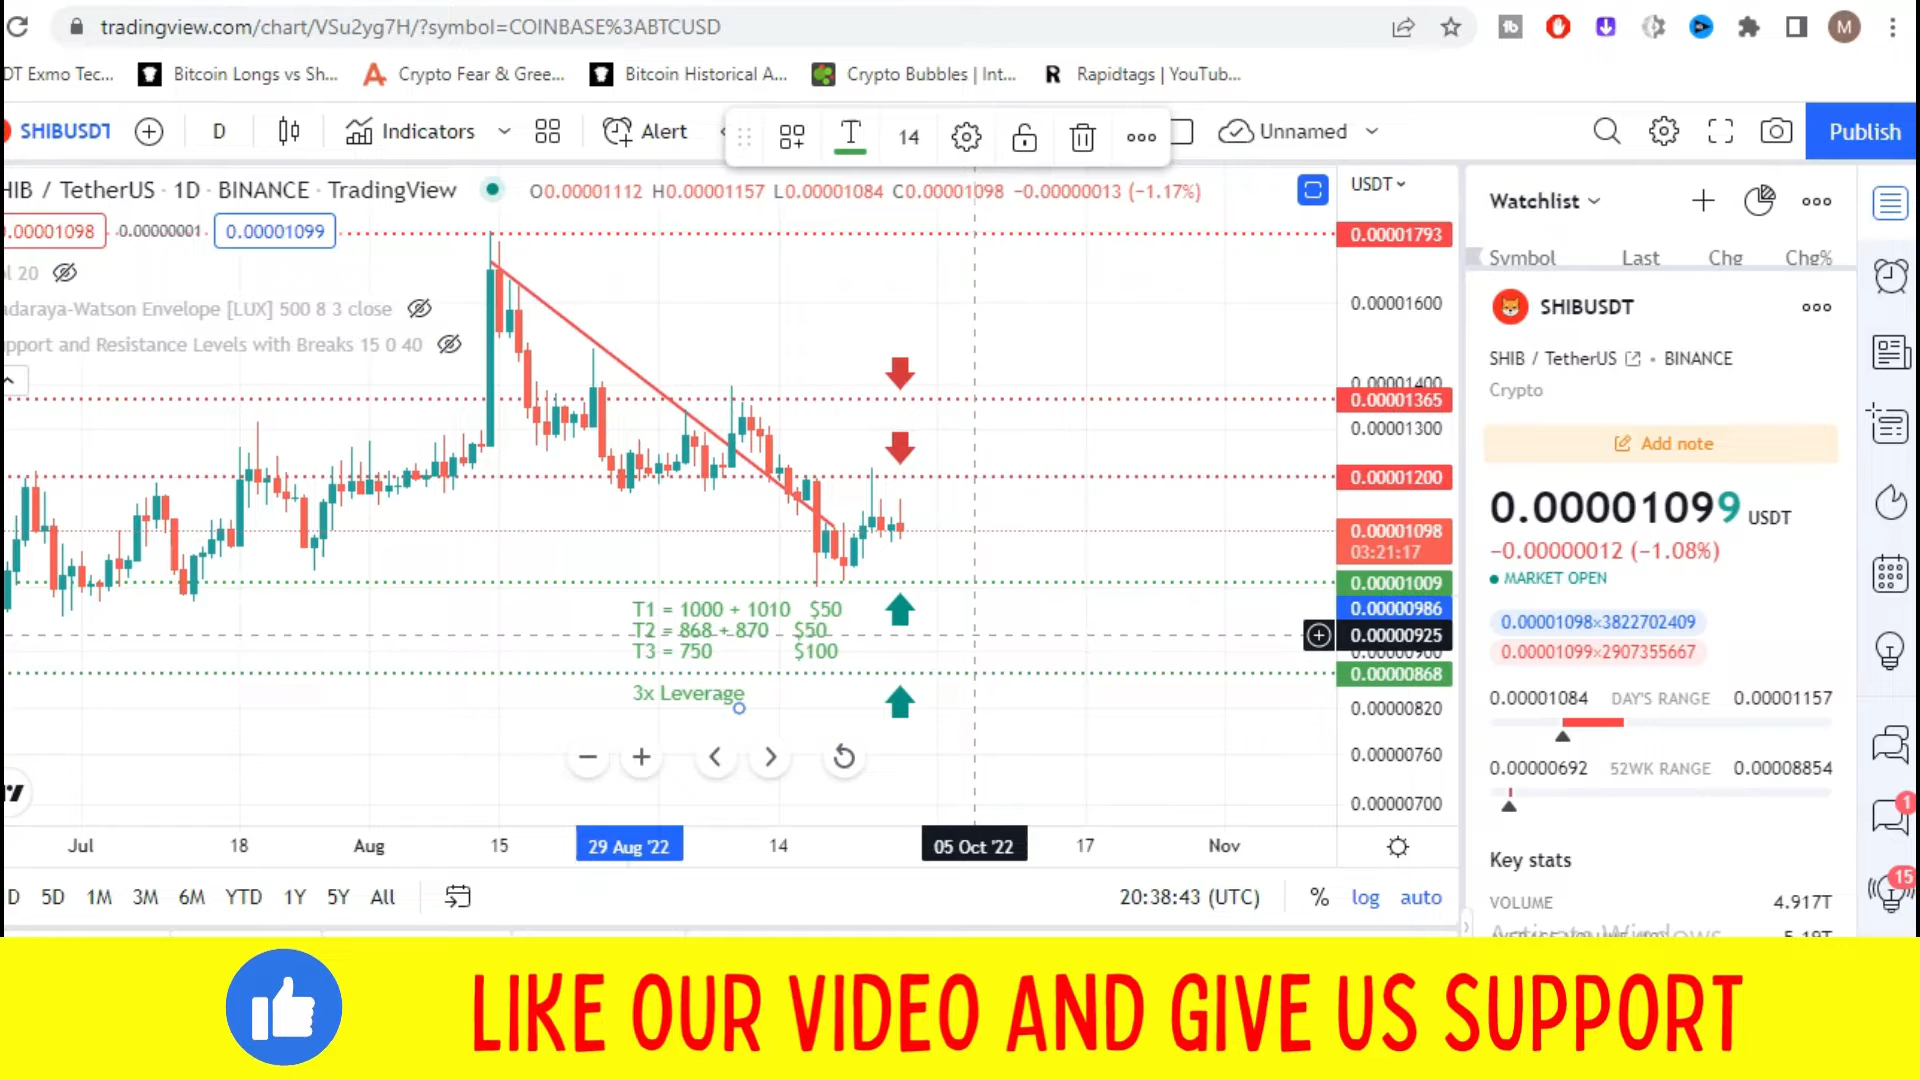 tradingview.com/chart/VSu2yg7H/?symbol=COINBASE%3ABTCUSD
M
DT Exmo Tec... Bitcoin Longs vs Sh... Crypto Fear & Gree... Bitcoin Historical A... Crypto Bubbles | Int... R Rapidtags | YouTub...
SHIBUSDT D Indicators Alert T 14 Unnamed Publish
HIB / TetherUS · 1D · BINANCE · TradingView O0.00001112 H0.00001157 L0.00001084 C0.00001098 −0.00000013 (−1.17%) USDT
0.00001098 0.00000001 0.00001099
l 20
adaraya-Watson Envelope [LUX] 500 8 3 close
pport and Resistance Levels with Breaks 15 0 40
0.00001793
0.00001600
0.00001400
0.00001365
0.00001300
0.00001200
0.00001098
03:21:17
0.00001009
0.00000986
0.00000925
0.00000900
0.00000868
0.00000820
0.00000760
0.00000700
T1 = 1000 + 1010 $50
T2 = 868 + 870 $50
T3 = 750 $100
3x Leverage
Jul 18 Aug 15 29 Aug '22 14 05 Oct '22 17 Nov
D 5D 1M 3M 6M YTD 1Y 5Y All 20:38:43 (UTC) % log auto
Watchlist
Symbol Last Chg Chg%
SHIBUSDT
SHIB / TetherUS • BINANCE
Crypto
Add note
0.00001099 USDT
−0.00000012 (−1.08%)
MARKET OPEN
0.00001098×3822702409
0.00001099×2907355667
0.00001084 DAY'S RANGE 0.00001157
0.00000692 52WK RANGE 0.00008854
Key stats
VOLUME 4.917T
1
15
LIKE OUR VIDEO AND GIVE US SUPPORT